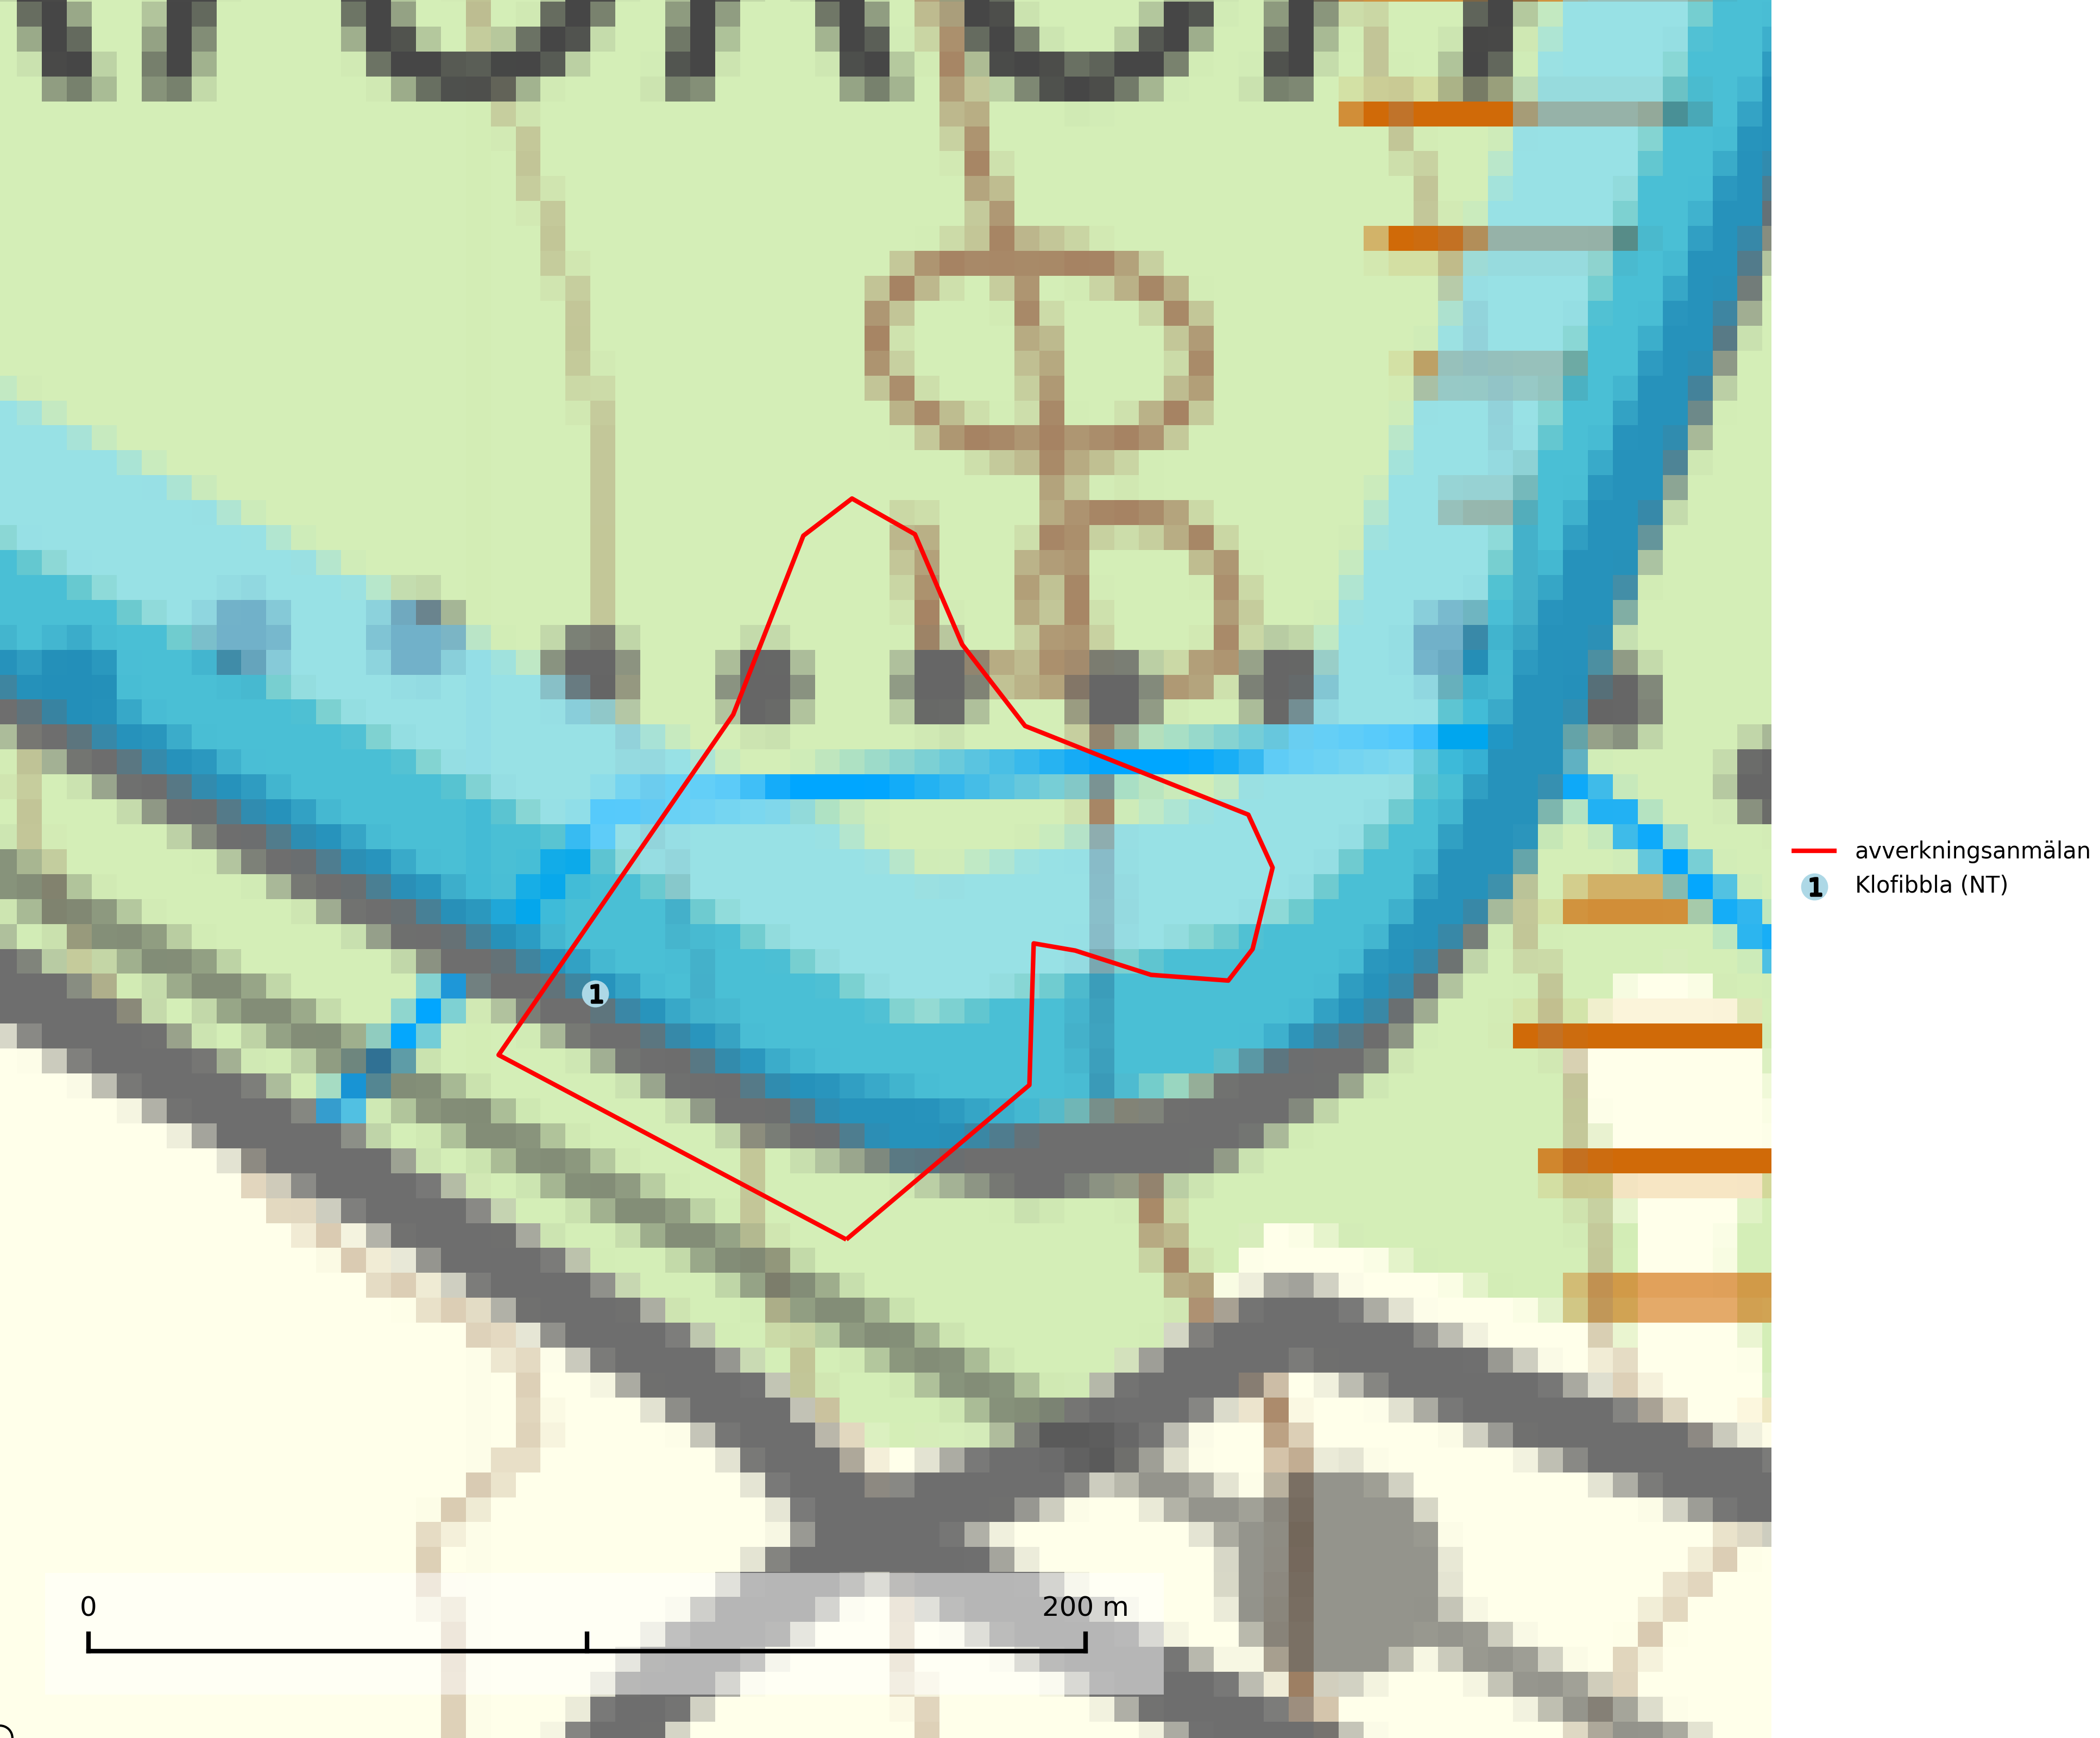 avverkningsanmälan
1 Klofibbla (NT)
1
0 200 m